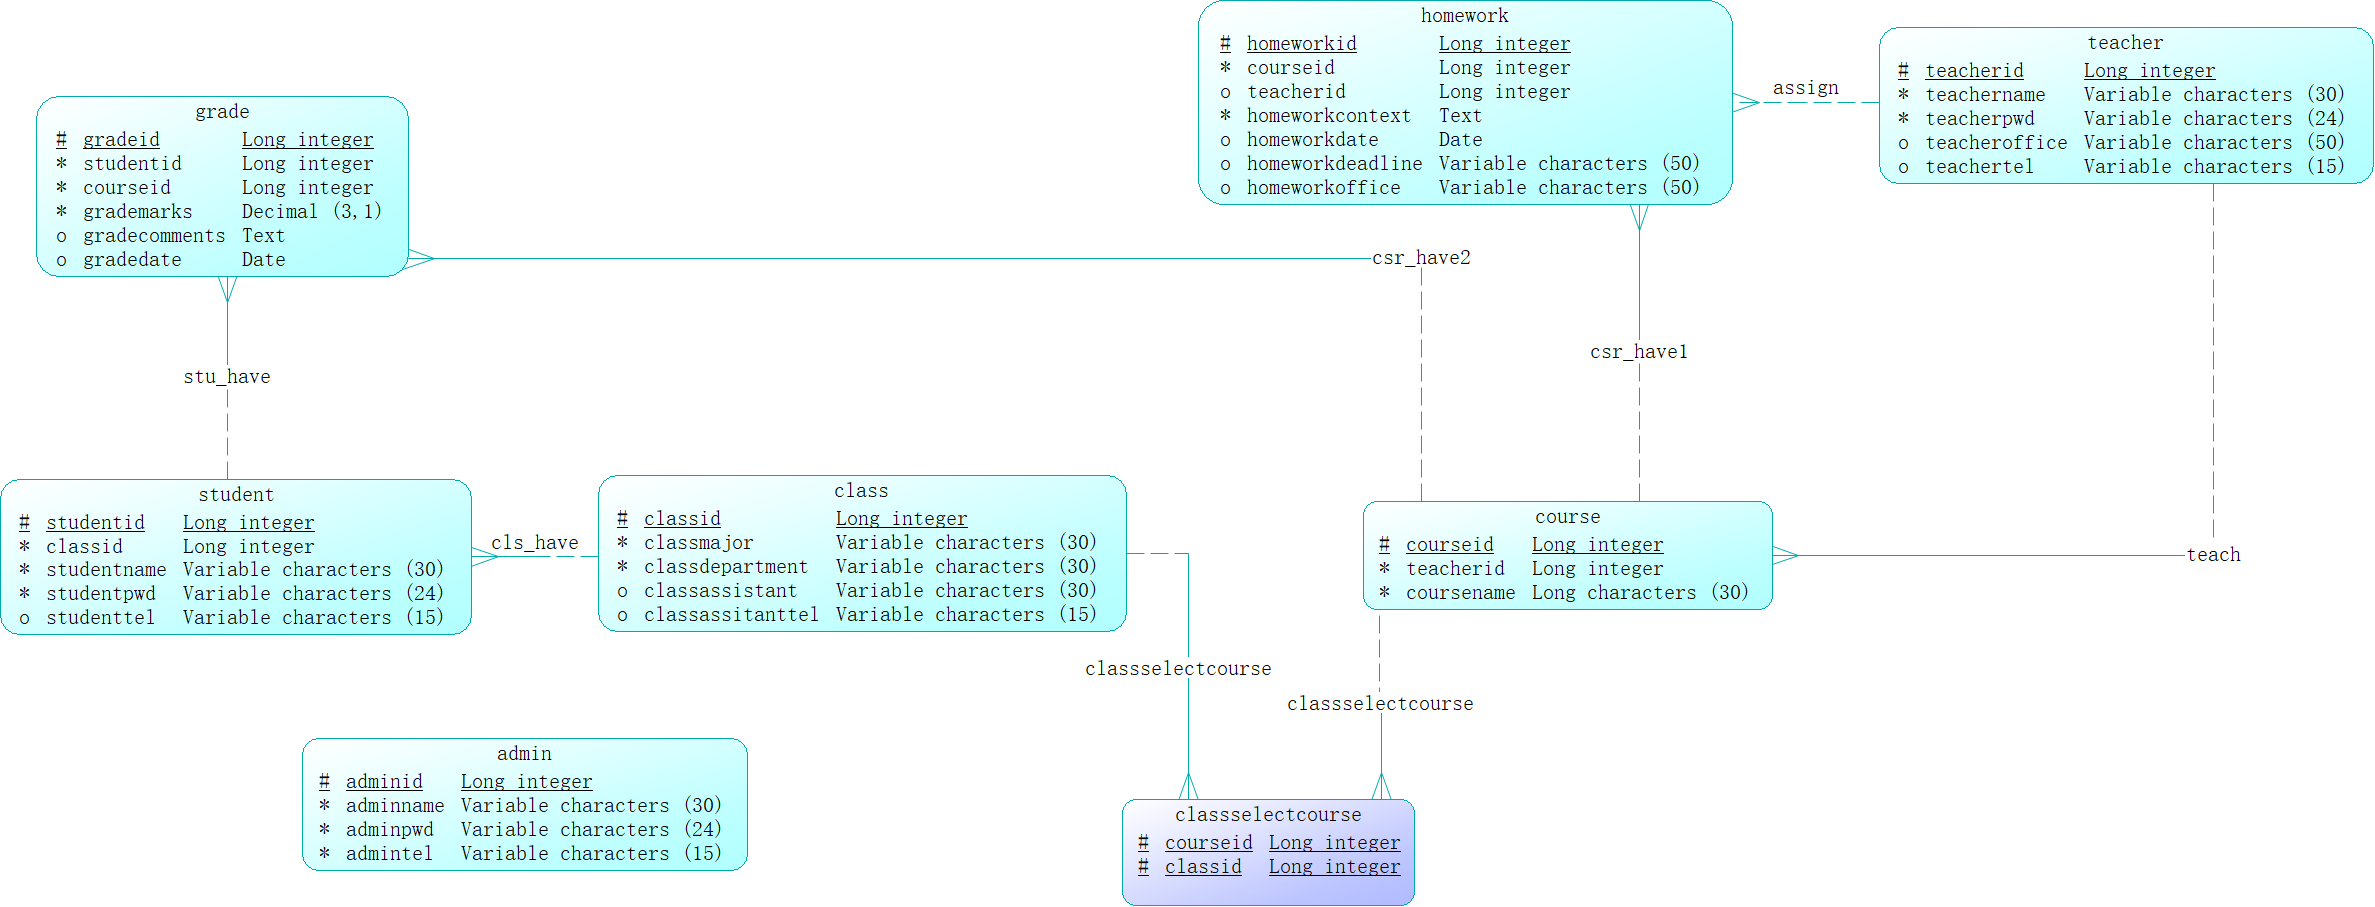 homework
# homeworkid Long integer
* courseid Long integer
o teacherid Long integer
* homeworkcontext Text
o homeworkdate Date
o homeworkdeadline Variable characters (50)
o homeworkoffice Variable characters (50)
teacher
# teacherid Long integer
* teachername Variable characters (30)
* teacherpwd Variable characters (24)
o teacheroffice Variable characters (50)
o teachertel Variable characters (15)
assign
grade
# gradeid Long integer
* studentid Long integer
* courseid Long integer
* grademarks Decimal (3,1)
o gradecomments Text
o gradedate Date
csr_have2
csr_have1
stu_have
student
# studentid Long integer
* classid Long integer
* studentname Variable characters (30)
* studentpwd Variable characters (24)
o studenttel Variable characters (15)
cls_have
class
# classid Long integer
* classmajor Variable characters (30)
* classdepartment Variable characters (30)
o classassistant Variable characters (30)
o classassitanttel Variable characters (15)
course
# courseid Long integer
* teacherid Long integer
* coursename Long characters (30)
teach
classselectcourse
classselectcourse
admin
# adminid Long integer
* adminname Variable characters (30)
* adminpwd Variable characters (24)
* admintel Variable characters (15)
classselectcourse
# courseid Long integer
# classid Long integer